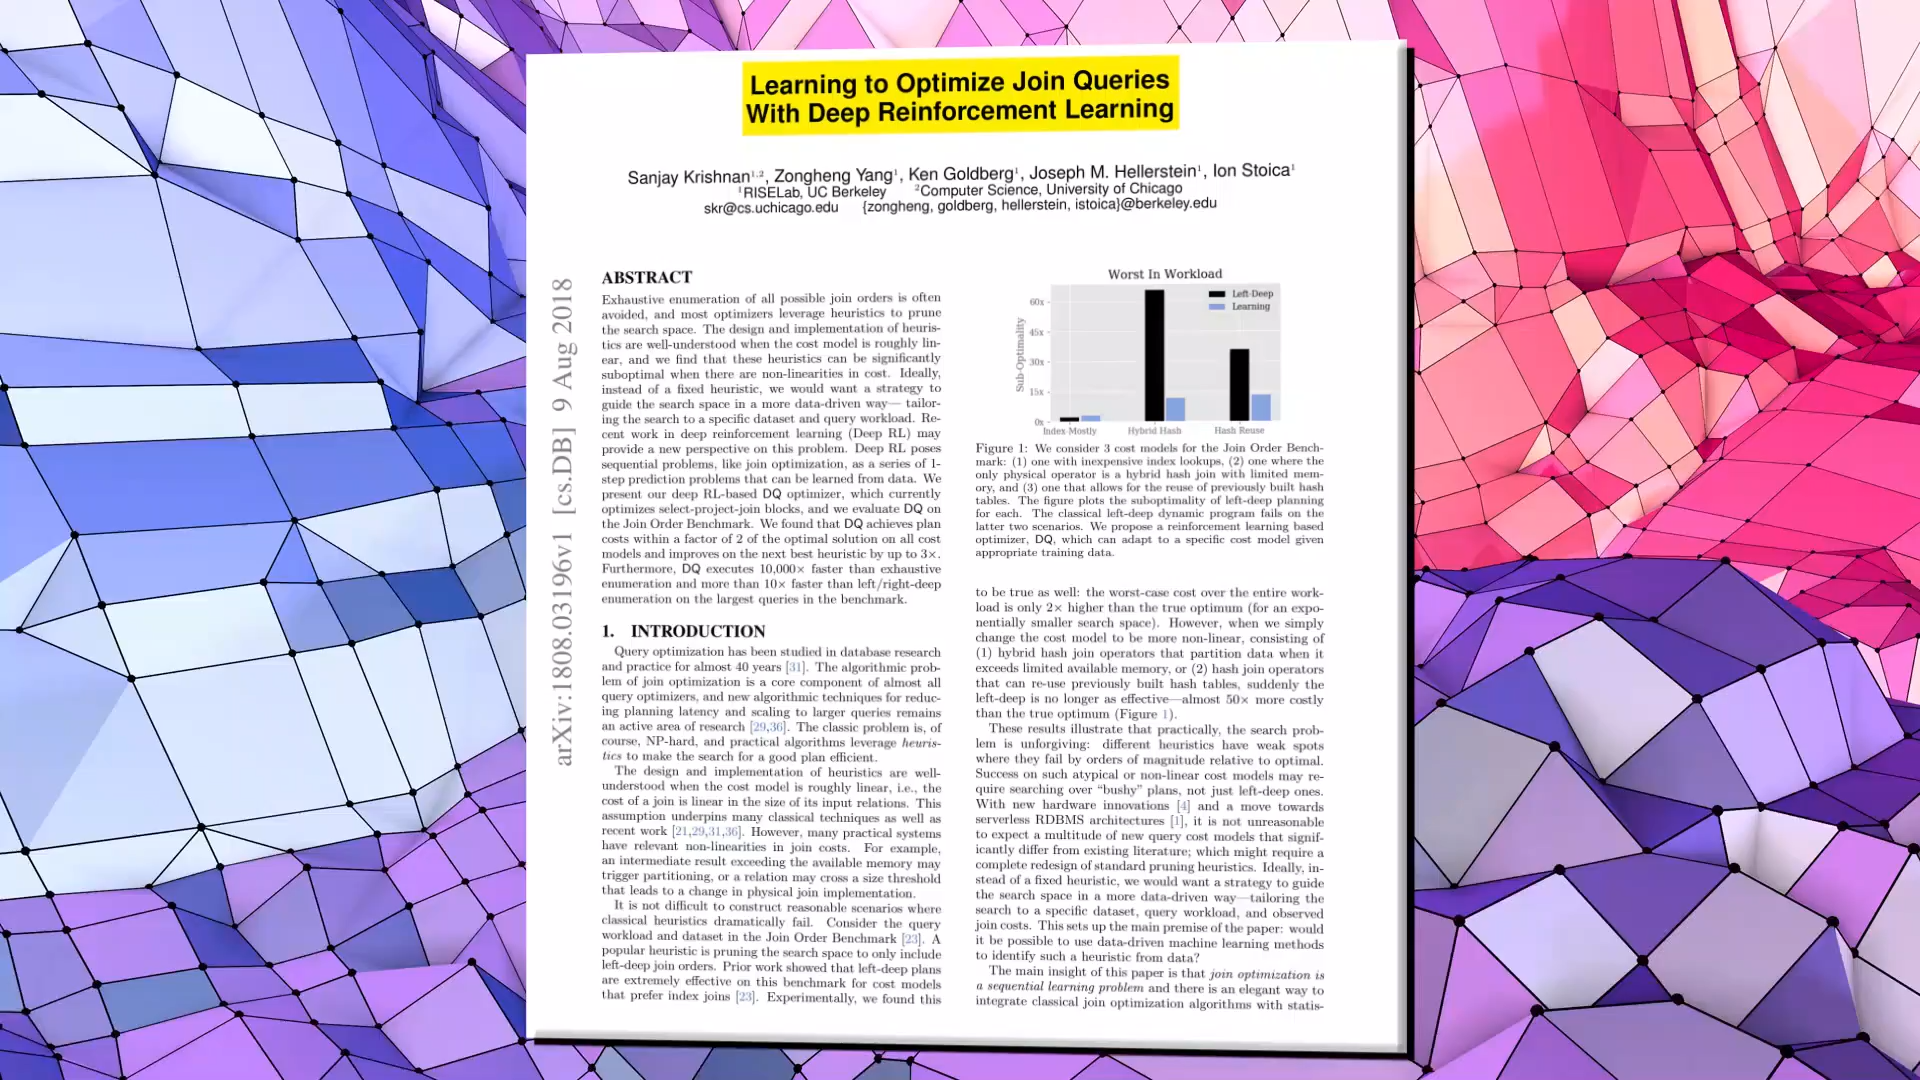 Learning to Optimize Join Queries
With Deep Reinforcement Learning
Sanjay Krishnan1,2, Zongheng Yang1, Ken Goldberg1, Joseph M. Hellerstein1, Ion Stoica1
1RISELab, UC Berkeley 2Computer Science, University of Chicago
skr@cs.uchicago.edu {zongheng, goldberg, hellerstein, istoica}@berkeley.edu
arXiv:1808.03196v1 [cs.DB] 9 Aug 2018
ABSTRACT
Exhaustive enumeration of all possible join orders is often
avoided, and most optimizers leverage heuristics to prune
the search space. The design and implementation of heuris-
tics are well-understood when the cost model is roughly lin-
ear, and we find that these heuristics can be significantly
suboptimal when there are non-linearities in cost. Ideally,
instead of a fixed heuristic, we would want a strategy to
guide the search space in a more data-driven way— tailor-
ing the search to a specific dataset and query workload. Re-
cent work in deep reinforcement learning (Deep RL) may
provide a new perspective on this problem. Deep RL poses
sequential problems, like join optimization, as a series of 1-
step prediction problems that can be learned from data. We
present our deep RL-based DQ optimizer, which currently
optimizes select-project-join blocks, and we evaluate DQ on
the Join Order Benchmark. We found that DQ achieves plan
costs within a factor of 2 of the optimal solution on all cost
models and improves on the next best heuristic by up to 3×.
Furthermore, DQ executes 10,000× faster than exhaustive
enumeration and more than 10× faster than left/right-deep
enumeration on the largest queries in the benchmark.
1. INTRODUCTION
Query optimization has been studied in database research
and practice for almost 40 years [31]. The algorithmic prob-
lem of join optimization is a core component of almost all
query optimizers, and new algorithmic techniques for reduc-
ing planning latency and scaling to larger queries remains
an active area of research [29,36]. The classic problem is, of
course, NP-hard, and practical algorithms leverage heuris-
tics to make the search for a good plan efficient.
The design and implementation of heuristics are well-
understood when the cost model is roughly linear, i.e., the
cost of a join is linear in the size of its input relations. This
assumption underpins many classical techniques as well as
recent work [21,29,31,36]. However, many practical systems
have relevant non-linearities in join costs. For example,
an intermediate result exceeding the available memory may
trigger partitioning, or a relation may cross a size threshold
that leads to a change in physical join implementation.
It is not difficult to construct reasonable scenarios where
classical heuristics dramatically fail. Consider the query
workload and dataset in the Join Order Benchmark [23]. A
popular heuristic is pruning the search space to only include
left-deep join orders. Prior work showed that left-deep plans
are extremely effective on this benchmark for cost models
that prefer index joins [23]. Experimentally, we found this
Worst In Workload
Left-Deep
Learning
Sub-Optimality
60x
45x
30x
15x
0x
Index-Mostly Hybrid Hash Hash Reuse
Figure 1: We consider 3 cost models for the Join Order Bench-
mark: (1) one with inexpensive index lookups, (2) one where the
only physical operator is a hybrid hash join with limited mem-
ory, and (3) one that allows for the reuse of previously built hash
tables. The figure plots the suboptimality of left-deep planning
for each. The classical left-deep dynamic program fails on the
latter two scenarios. We propose a reinforcement learning based
optimizer, DQ, which can adapt to a specific cost model given
appropriate training data.
to be true as well: the worst-case cost over the entire work-
load is only 2× higher than the true optimum (for an expo-
nentially smaller search space). However, when we simply
change the cost model to be more non-linear, consisting of
(1) hybrid hash join operators that partition data when it
exceeds limited available memory, or (2) hash join operators
that can re-use previously built hash tables, suddenly the
left-deep is no longer as effective—almost 50× more costly
than the true optimum (Figure 1).
These results illustrate that practically, the search prob-
lem is unforgiving: different heuristics have weak spots
where they fail by orders of magnitude relative to optimal.
Success on such atypical or non-linear cost models may re-
quire searching over “bushy” plans, not just left-deep ones.
With new hardware innovations [4] and a move towards
serverless RDBMS architectures [1], it is not unreasonable
to expect a multitude of new query cost models that signif-
icantly differ from existing literature; which might require a
complete redesign of standard pruning heuristics. Ideally, in-
stead of a fixed heuristic, we would want a strategy to guide
the search space in a more data-driven way—tailoring the
search to a specific dataset, query workload, and observed
join costs. This sets up the main premise of the paper: would
it be possible to use data-driven machine learning methods
to identify such a heuristic from data?
The main insight of this paper is that join optimization is
a sequential learning problem and there is an elegant way to
integrate classical join optimization algorithms with statis-